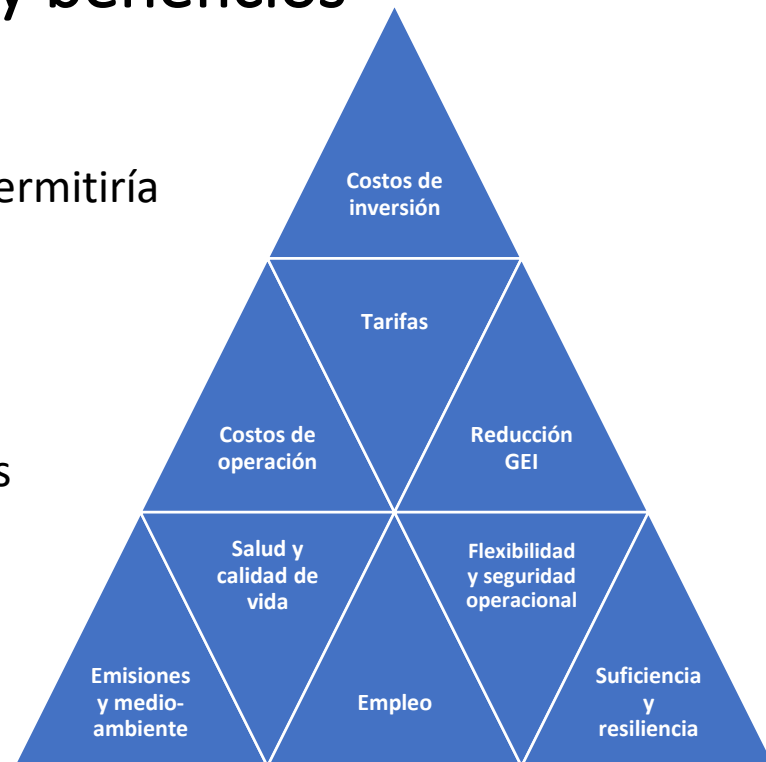 y beneficios
ermitiría
s
Costos de
inversión
Tarifas
Costos de
operación
Reducción
GEI
Salud y
calidad de
vida
Flexibilidad
y seguridad
operacional
Emisiones
y medio-
ambiente
Empleo
Suficiencia
y
resiliencia